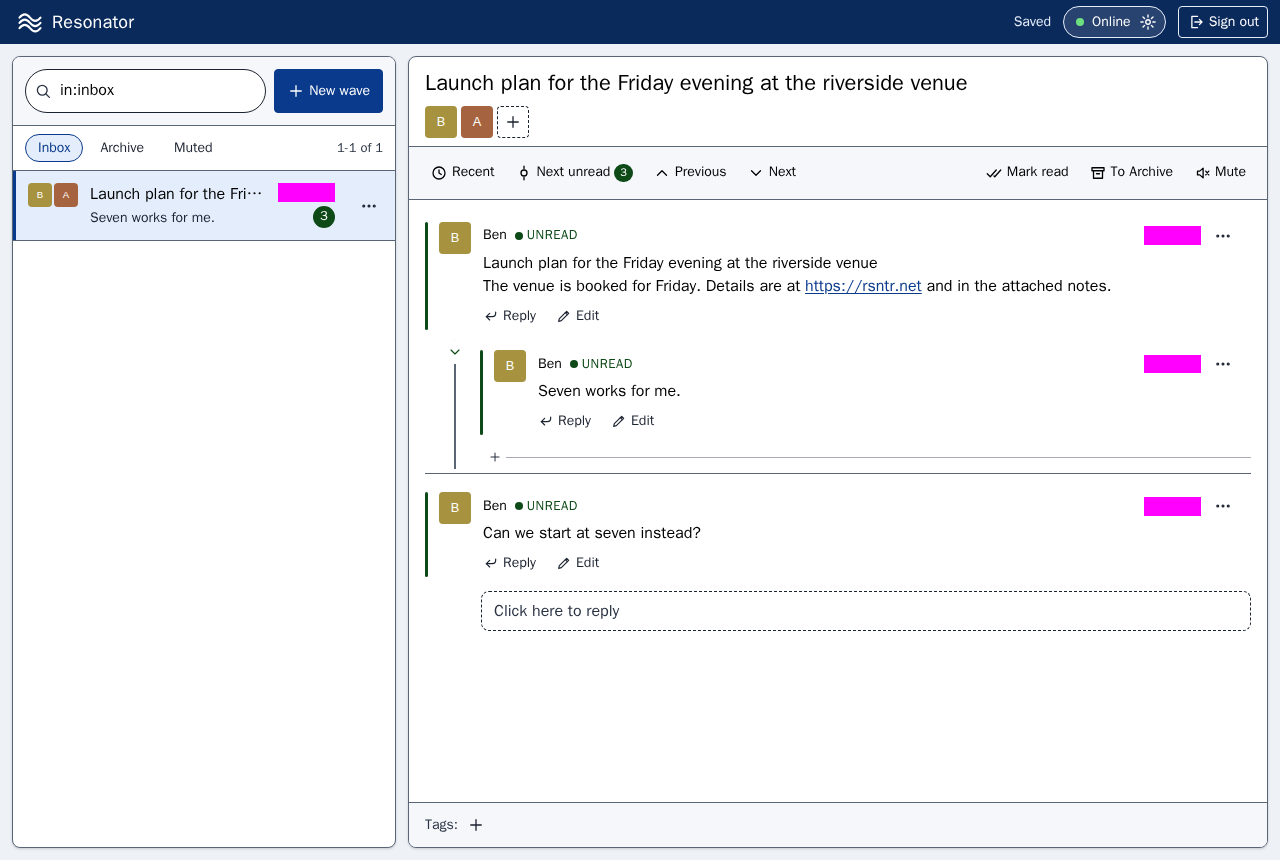 Resonator
Saved
Online
Sign out
in:inbox
New wave
Inbox
Archive
Muted
1-1 of 1
B
A
Launch plan for the Fri···
Seven works for me.
3
Launch plan for the Friday evening at the riverside venue
B
A
Recent
Next unread 3
Previous
Next
Mark read
To Archive
Mute
B
Ben
UNREAD
Launch plan for the Friday evening at the riverside venue
The venue is booked for Friday. Details are at https://rsntr.net and in the attached notes.
Reply
Edit
B
Ben
UNREAD
Seven works for me.
Reply
Edit
B
Ben
UNREAD
Can we start at seven instead?
Reply
Edit
Click here to reply
Tags: